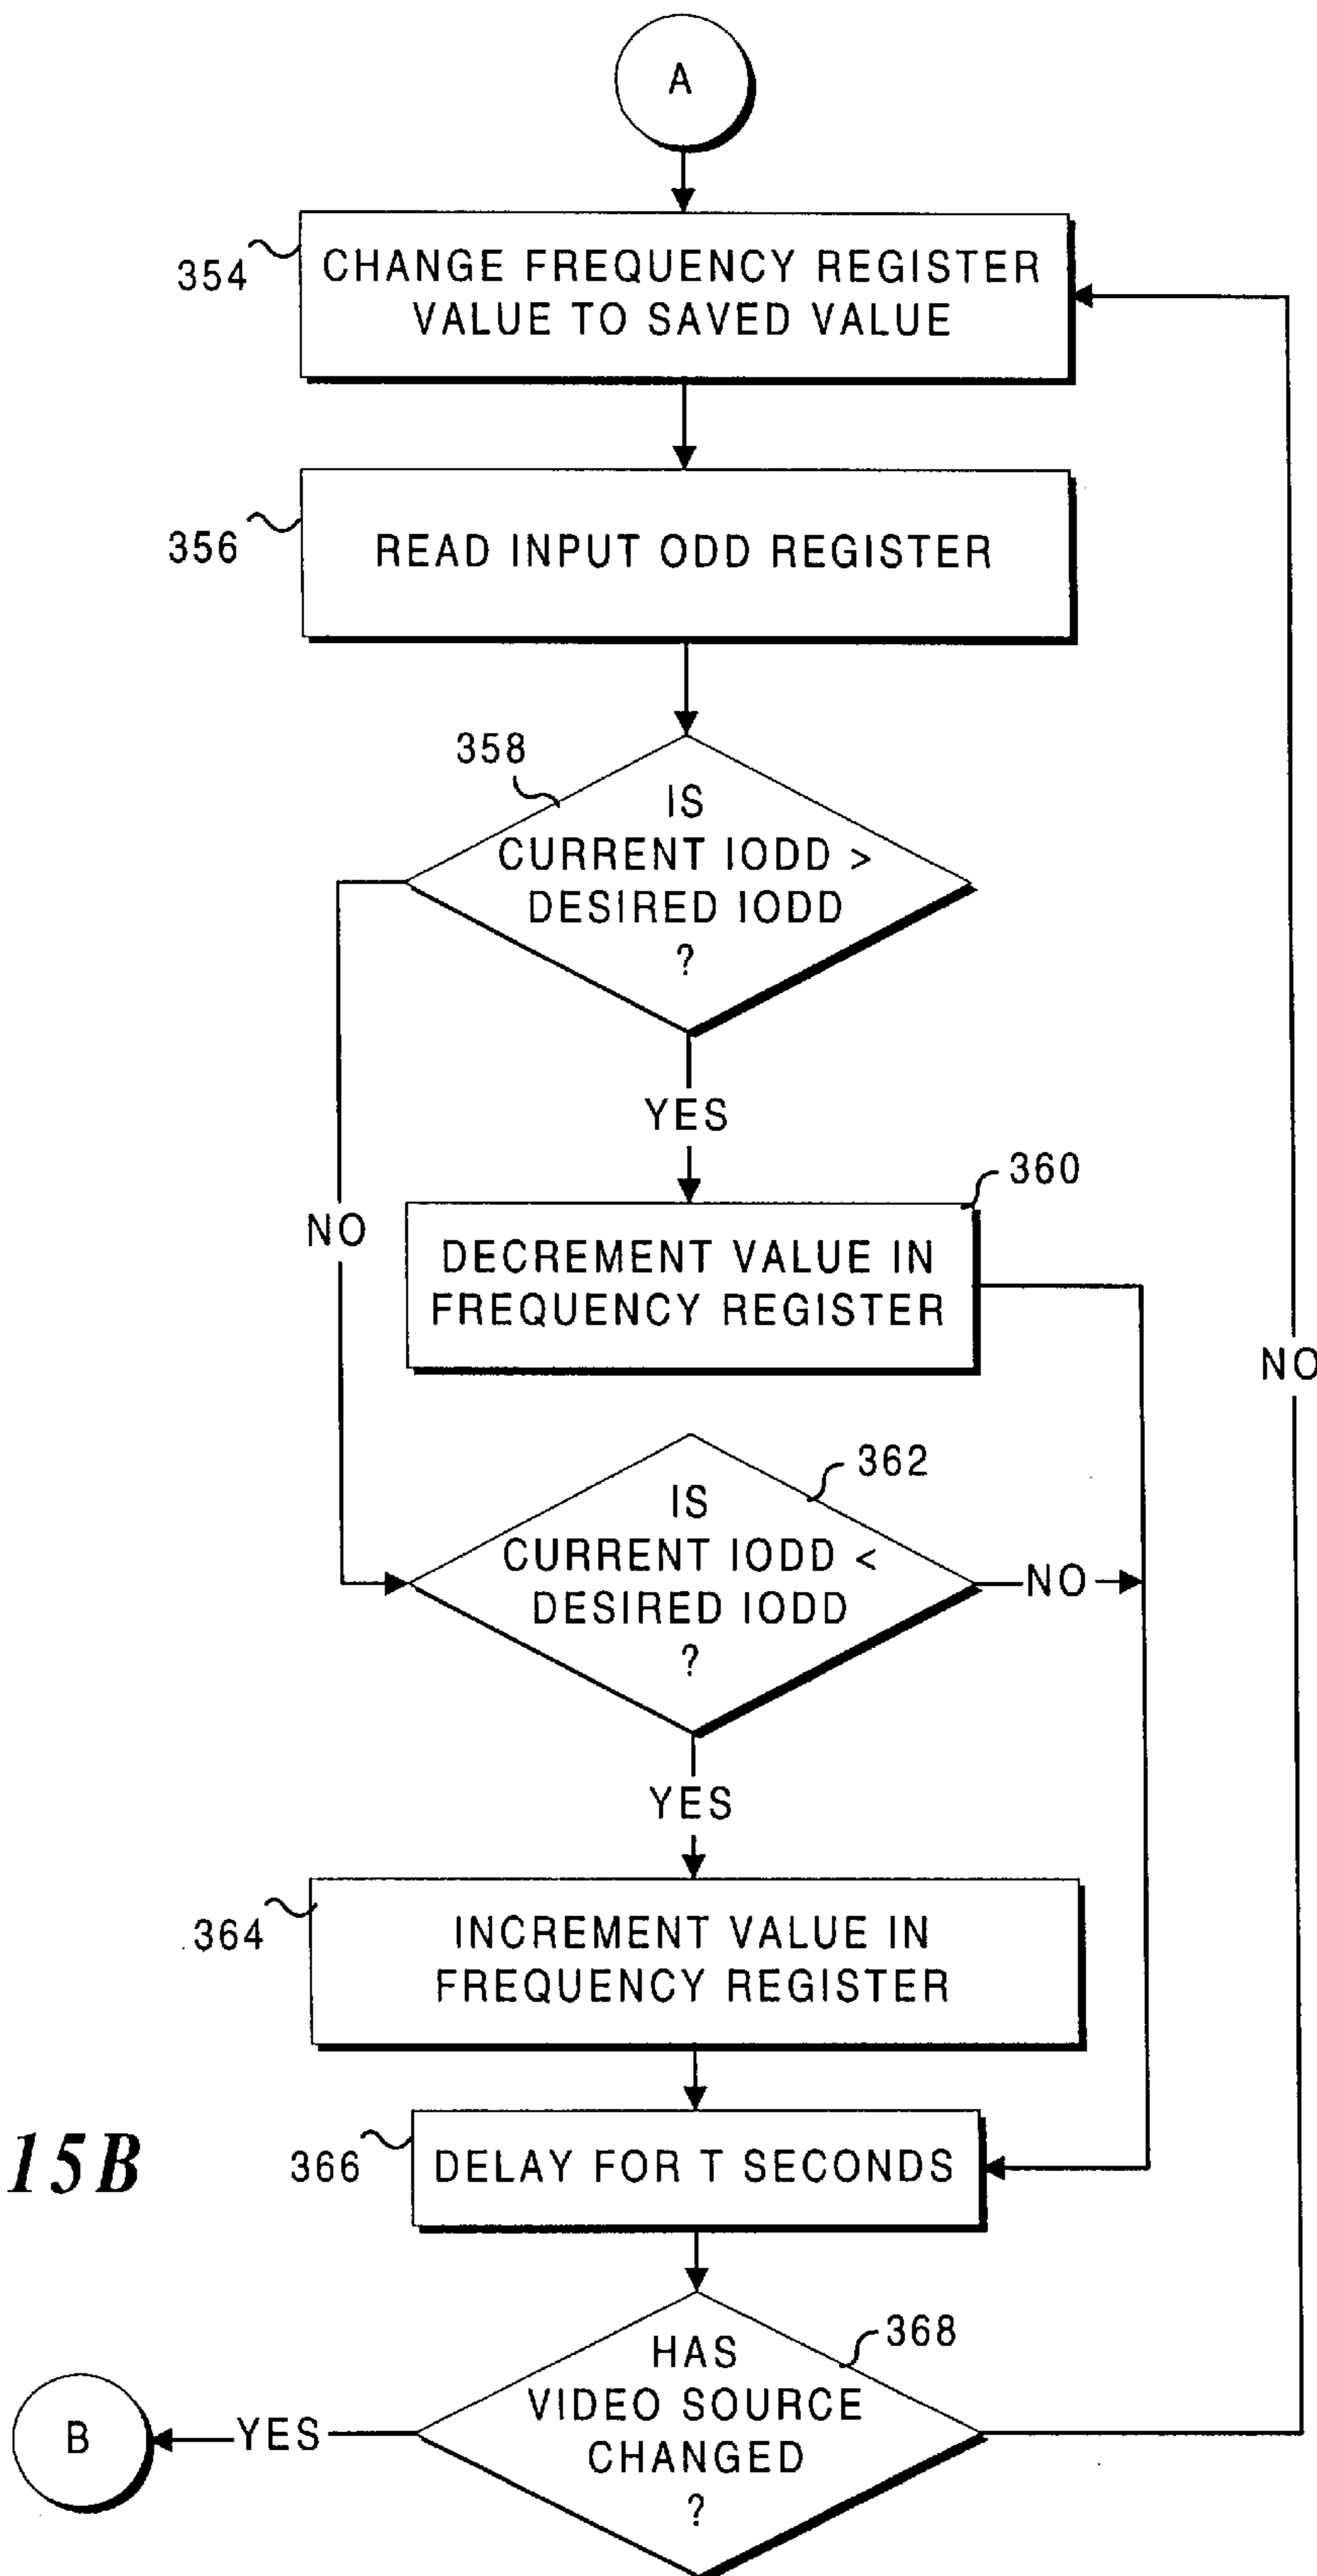 A
354
CHANGE FREQUENCY REGISTER
VALUE TO SAVED VALUE
356
READ INPUT ODD REGISTER
358
IS
CURRENT IODD >
DESIRED IODD
?
YES
NO
360
DECREMENT VALUE IN
FREQUENCY REGISTER
NO
362
IS
CURRENT IODD <
DESIRED IODD
?
NO
YES
364
INCREMENT VALUE IN
FREQUENCY REGISTER
15B
366
DELAY FOR T SECONDS
368
HAS
VIDEO SOURCE
CHANGED
?
YES
B